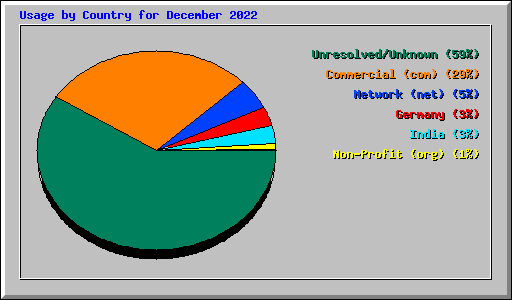 Usage by Country for December 2022
Unresolved/Unknown (59%)
Commercial (com) (29%)
Network (net) (5%)
Germany (3%)
India (3%)
Non-Profit (org) (1%)